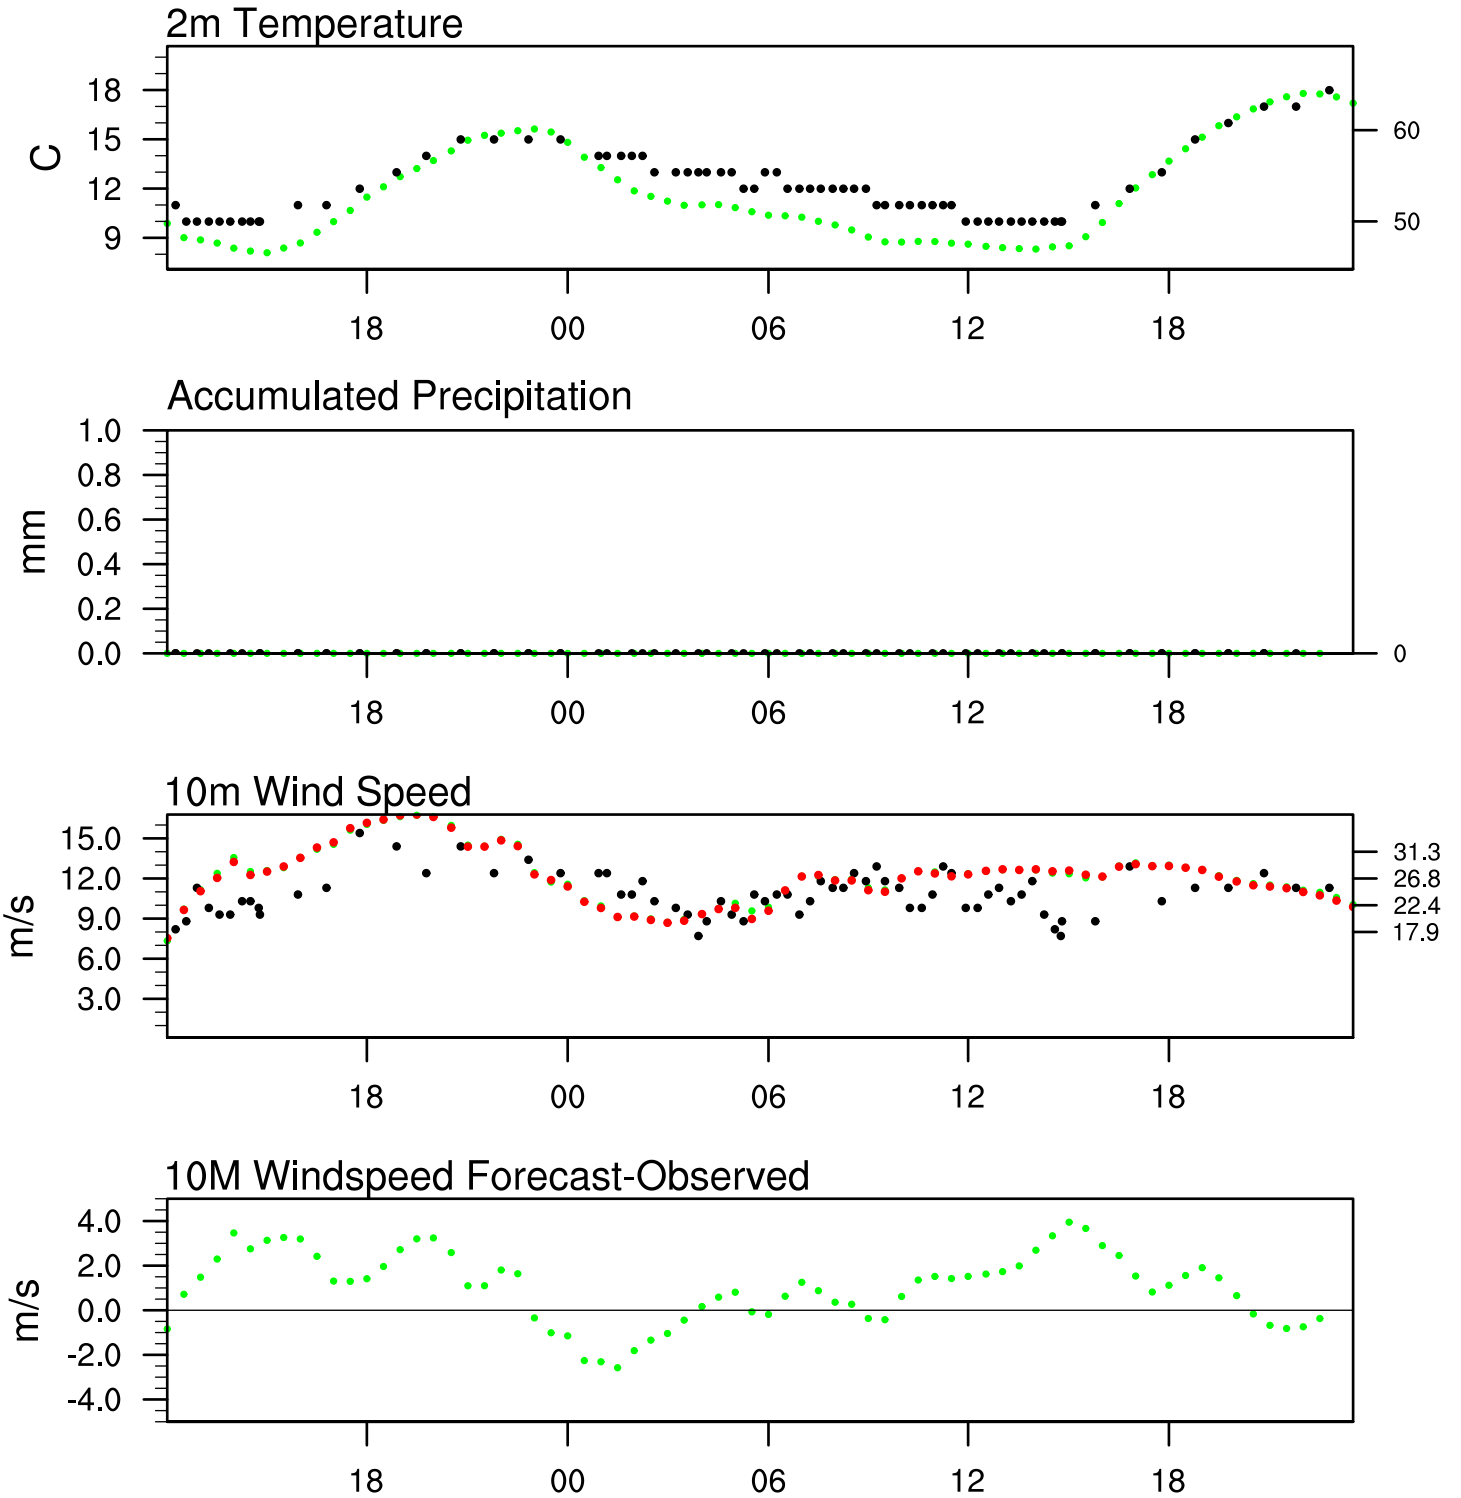 2m Temperature
18
15
12
9
C
60
50
18 00 06 12 18
Accumulated Precipitation
1.0
0.8
0.6
0.4
0.2
0.0
mm
0
18 00 06 12 18
10m Wind Speed
15.0
12.0
9.0
6.0
3.0
m/s
31.3
26.8
22.4
17.9
18 00 06 12 18
10M Windspeed Forecast-Observed
4.0
2.0
0.0
-2.0
-4.0
m/s
18 00 06 12 18